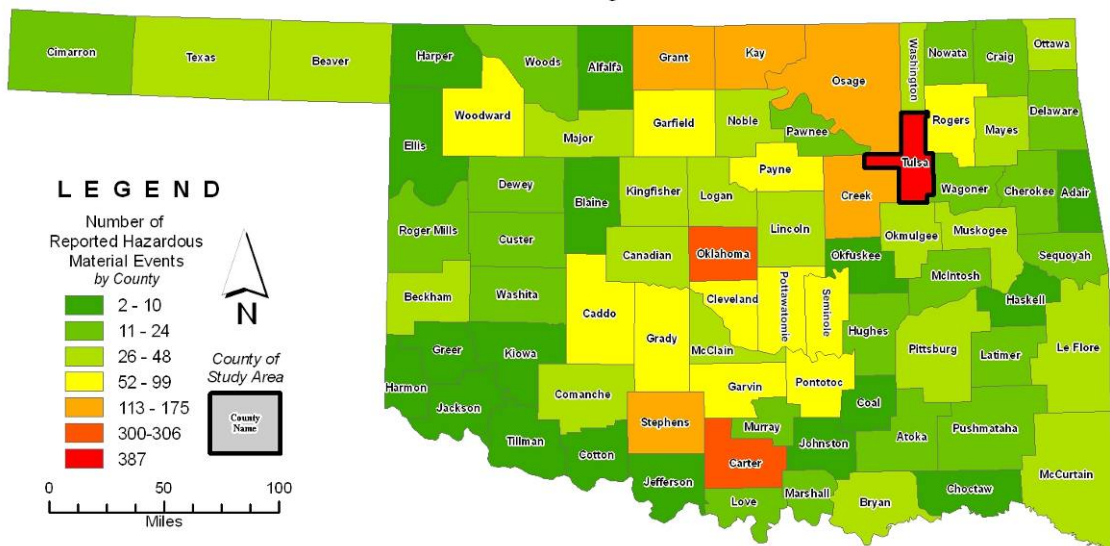 Cimarron
Texas
Beaver
Harper
Woods
Alfalfa
Grant
Kay
Osage
Washington
Nowata
Craig
Ottawa
Woodward
Major
Garfield
Noble
Pawnee
Rogers
Mayes
Delaware
Ellis
Dewey
Blaine
Kingfisher
Logan
Payne
Creek
Tulsa
Wagoner
Cherokee
Adair
Roger Mills
Custer
Canadian
Oklahoma
Lincoln
Okfuskee
Okmulgee
Muskogee
Sequoyah
McIntosh
Haskell
Beckham
Washita
Caddo
Grady
Cleveland
Pottawatomie
Seminole
Hughes
Pittsburg
Latimer
Le Flore
McClain
Greer
Kiowa
Harmon
Jackson
Comanche
Garvin
Pontotoc
Coal
Tillman
Cotton
Stephens
Murray
Johnston
Atoka
Pushmataha
McCurtain
Jefferson
Carter
Love
Marshall
Bryan
Choctaw
LEGEND
Number of
Reported Hazardous
Material Events
by County
2 - 10
11 - 24
26 - 48
52 - 99
113 - 175
300-306
387
N
County of
Study Area
County
Name
0 50 100
Miles